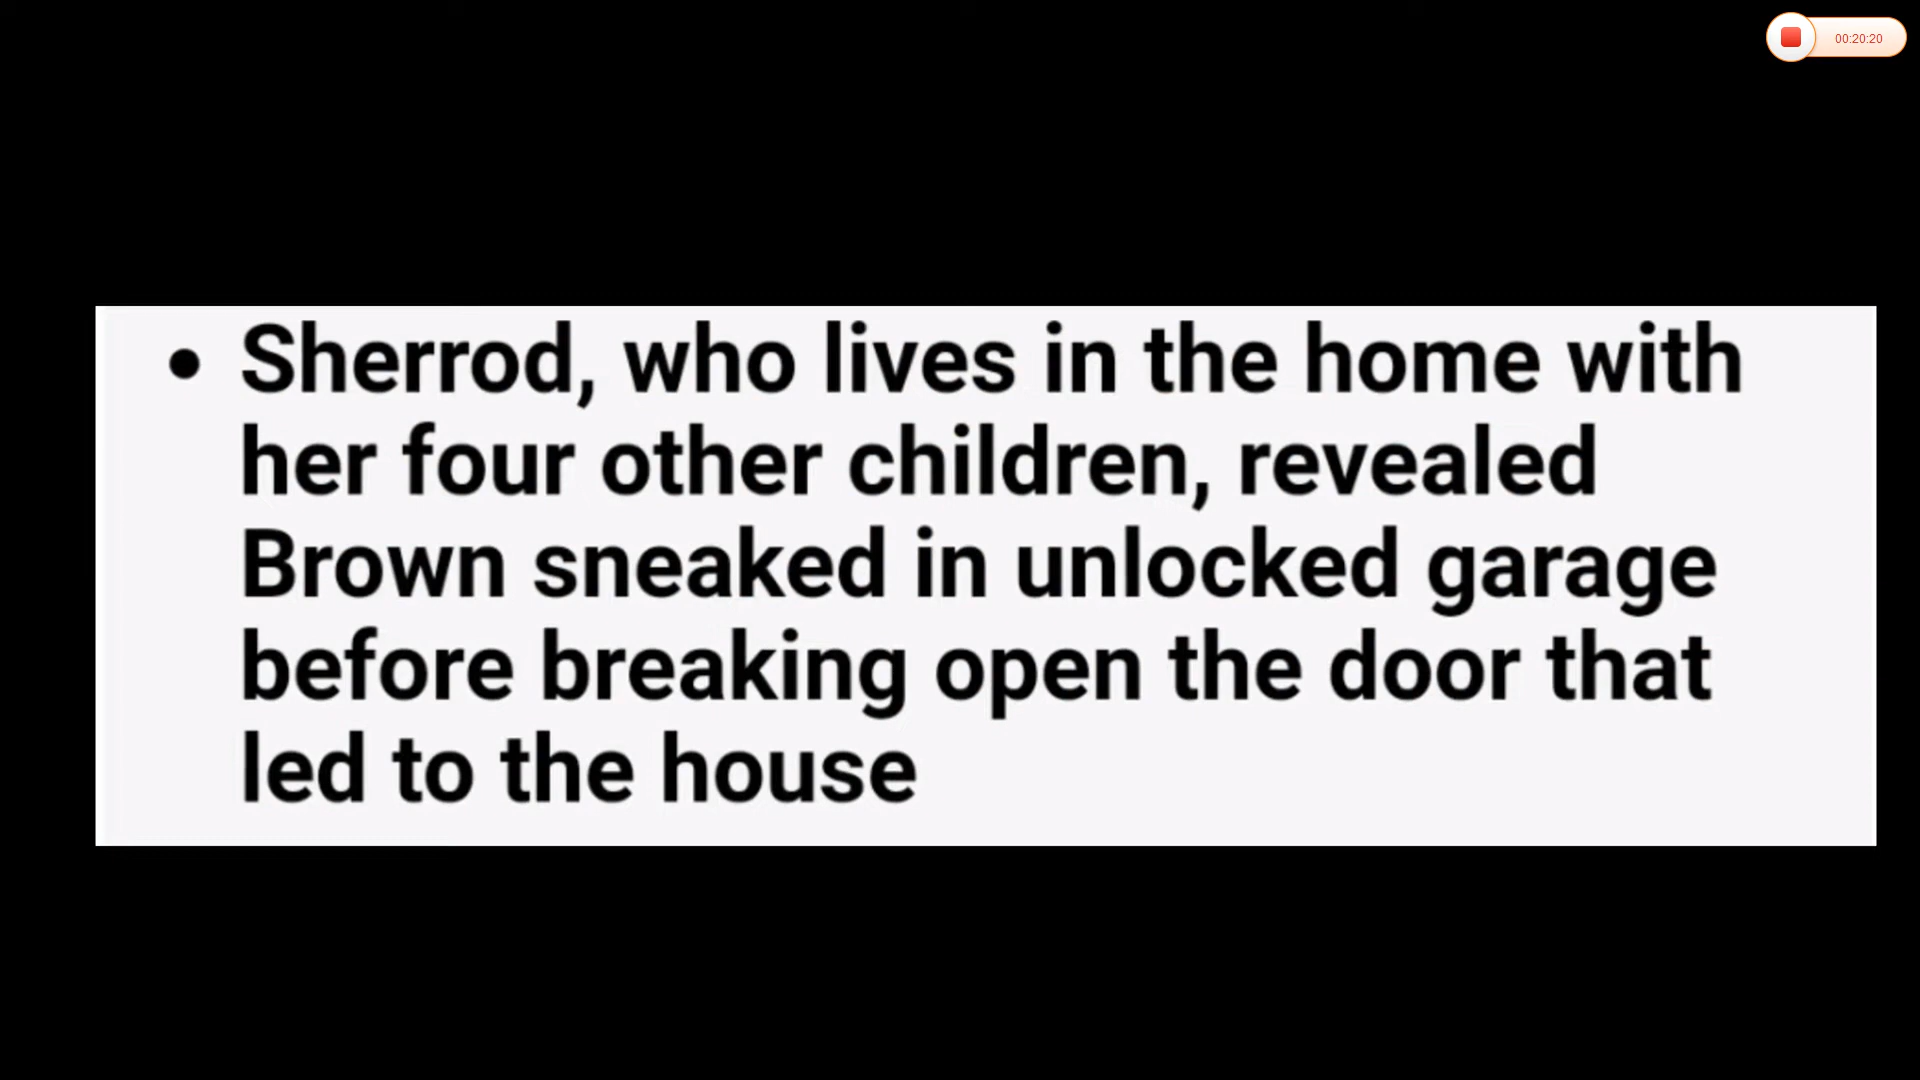 00:20:20
• Sherrod, who lives in the home with
her four other children, revealed
Brown sneaked in unlocked garage
before breaking open the door that
led to the house